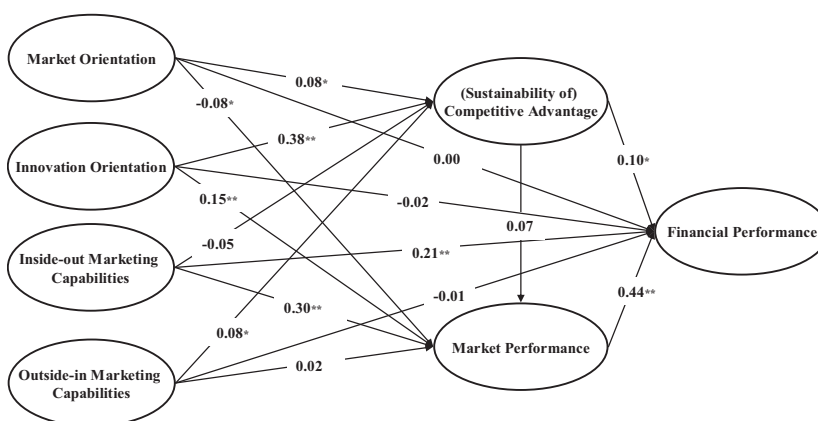 Market Orientation
Innovation Orientation
Inside-out Marketing
Capabilities
Outside-in Marketing
Capabilities
0.08*
-0.08*
0.38**
0.15**
-0.05
0.30**
0.08*
0.02
(Sustainability of)
Competitive Advantage
0.00
-0.02
0.07
0.21**
-0.01
Market Performance
0.10*
0.44**
Financial Performance